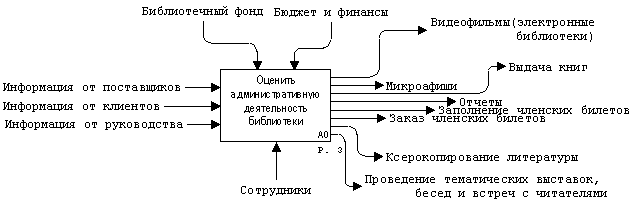 Библиотечный фонд
Бюджет и финансы
Видеофильмы(электронные
библиотеки)
Выдача книг
Микроафиши
Отчеты
Заполнение членских билетов
Заказ членских билетов
Информация от поставщиков
Информация от клиентов
Информация от руководства
Оценить
административную
деятельность
библиотеки
A0
P. 3
Ксерокопирование литературы
Сотрудники
Проведение тематических выставок,
бесед и встреч с читателями